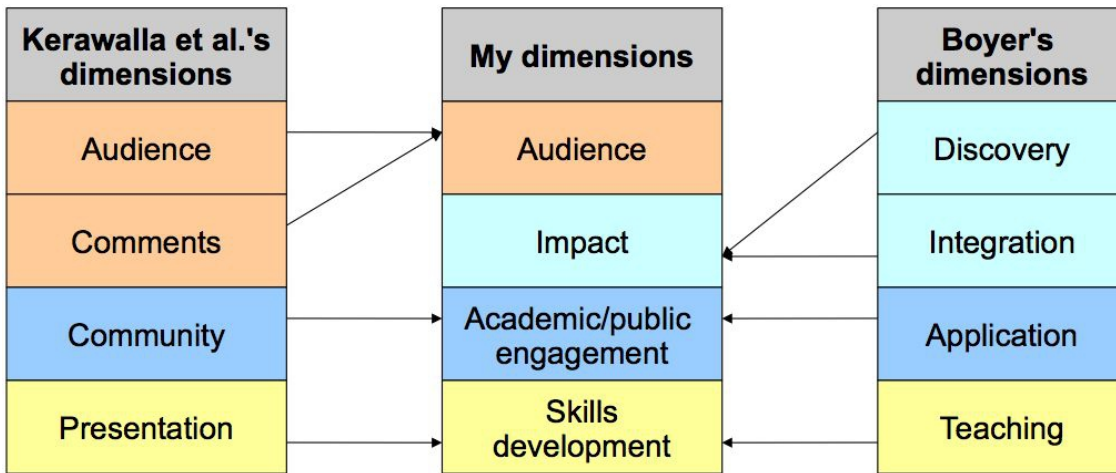 Kerawalla et al.'s
dimensions
Audience
Comments
Community
Presentation
My dimensions
Audience
Impact
Academic/public
engagement
Skills
development
Boyer's
dimensions
Discovery
Integration
Application
Teaching